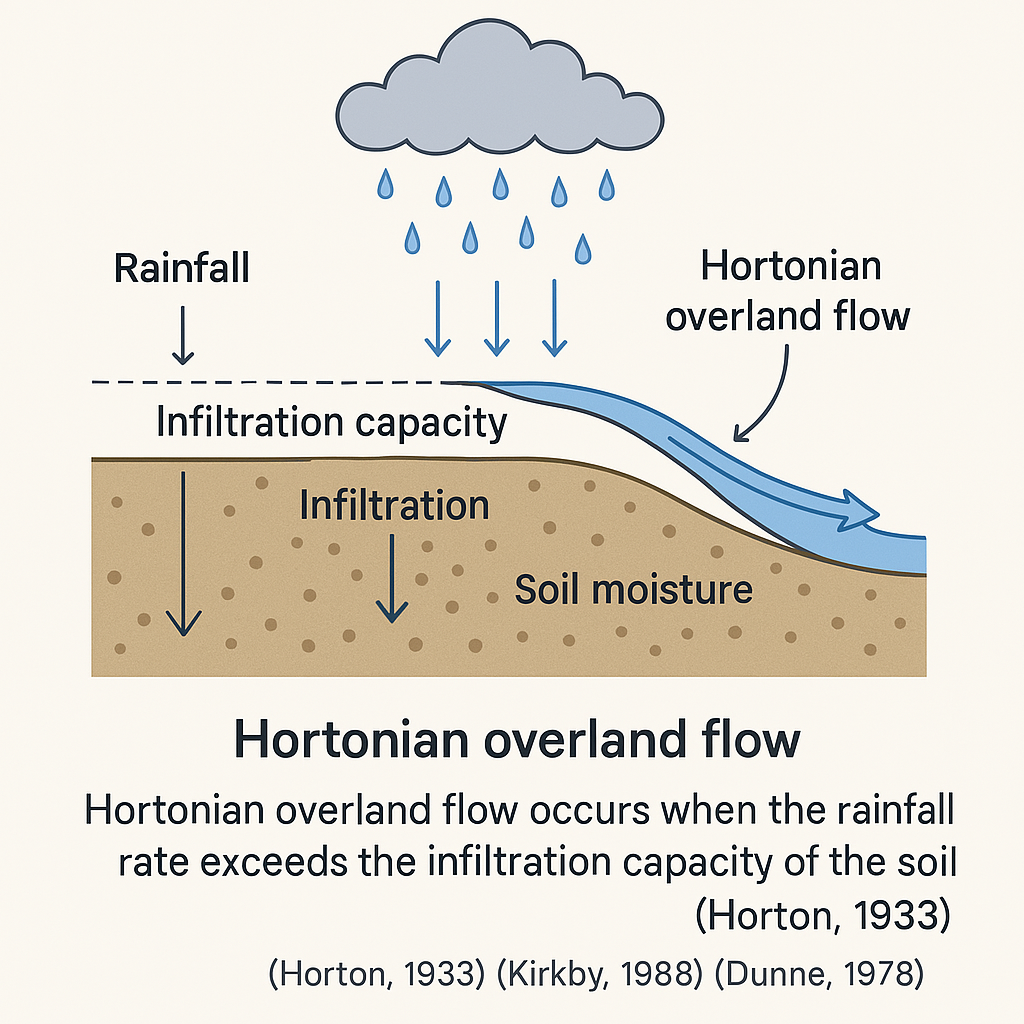 Rainfall
Hortonian
overland flow
Infiltration capacity
Infiltration
Soil moisture
Hortonian overland flow
Hortonian overland flow occurs when the rainfall
rate exceeds the infiltration capacity of the soil
(Horton, 1933)
(Horton, 1933) (Kirkby, 1988) (Dunne, 1978)